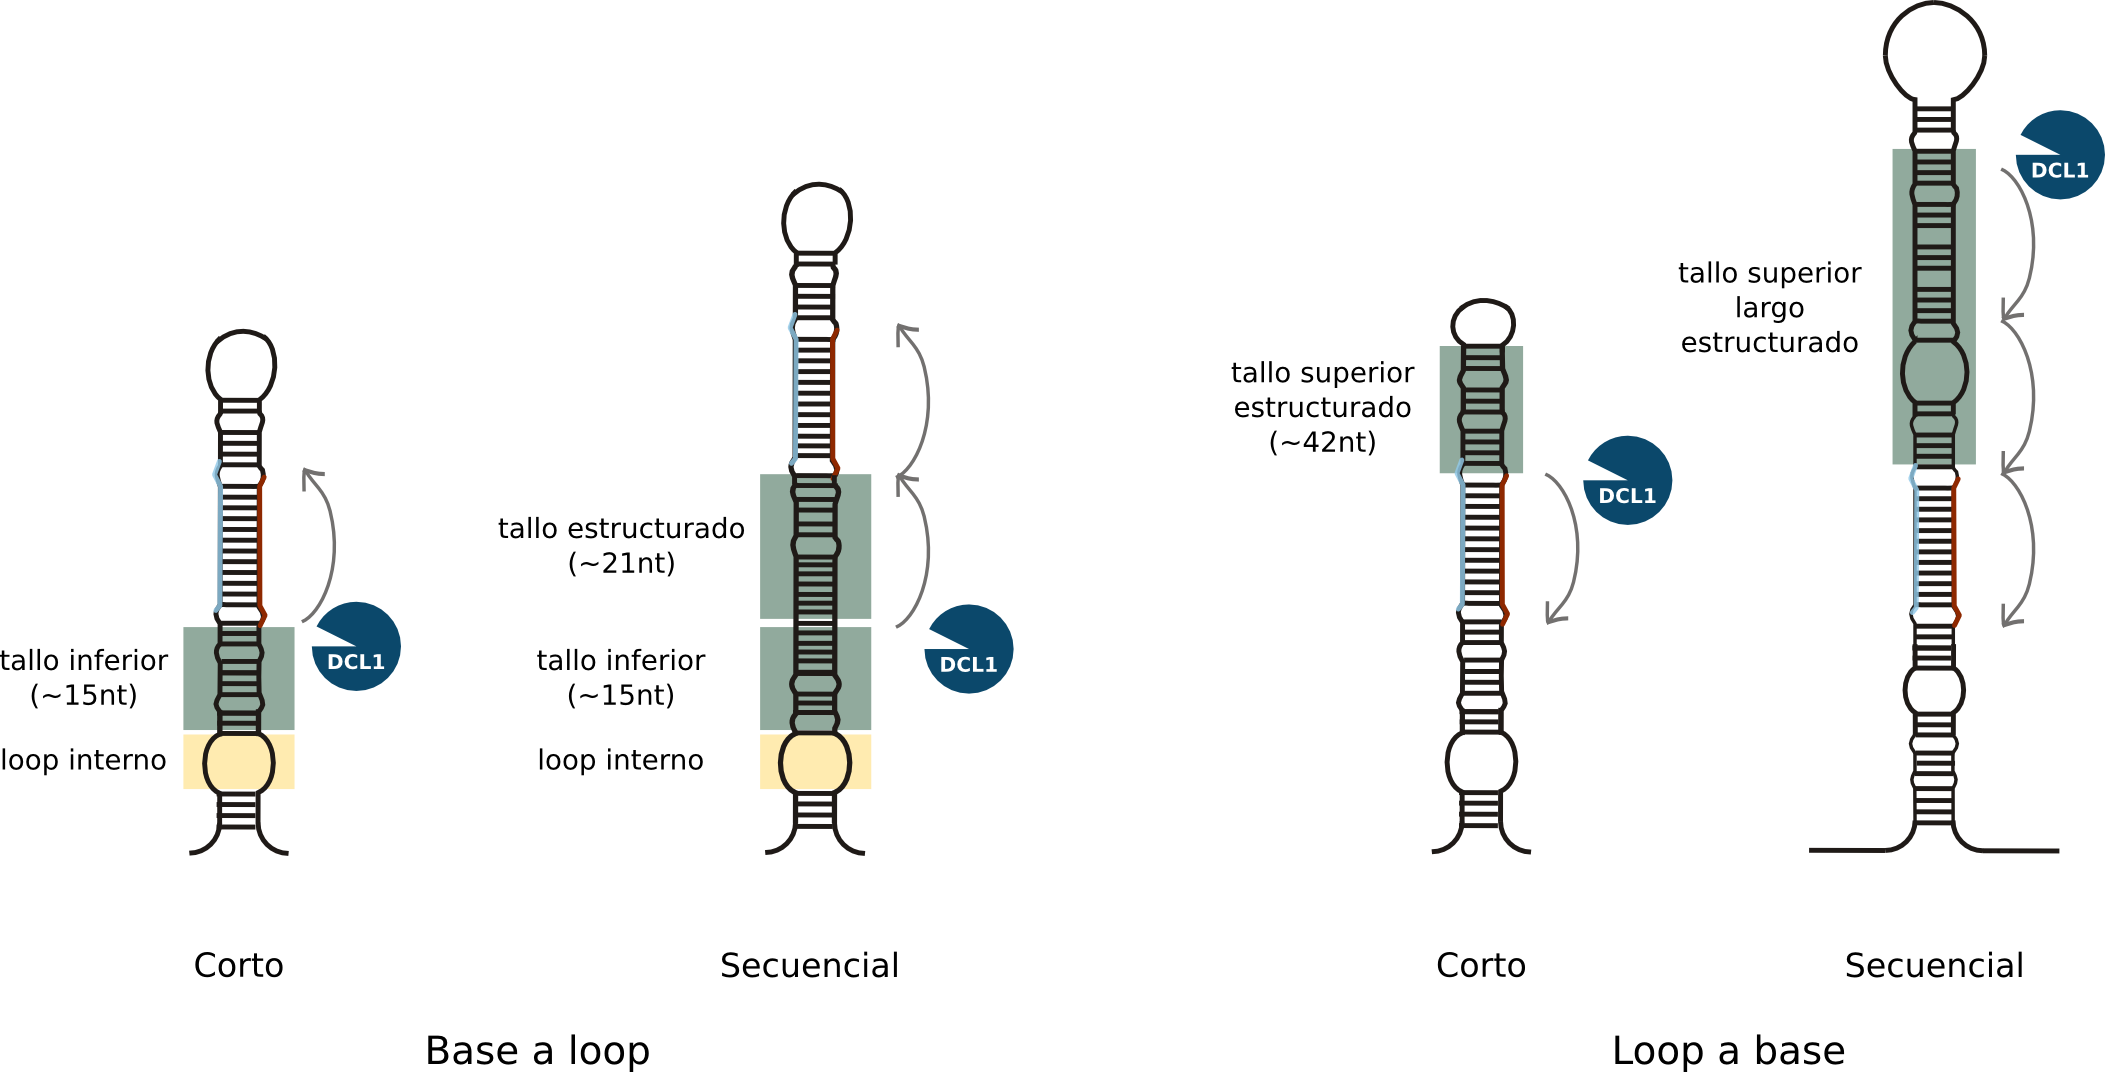 tallo inferior
(~15nt)
loop interno
DCL1
Corto
tallo estructurado
(~21nt)
tallo inferior
(~15nt)
loop interno
DCL1
Secuencial
Base a loop
tallo superior
estructurado
(~42nt)
DCL1
Corto
tallo superior
largo
estructurado
DCL1
Secuencial
Loop a base